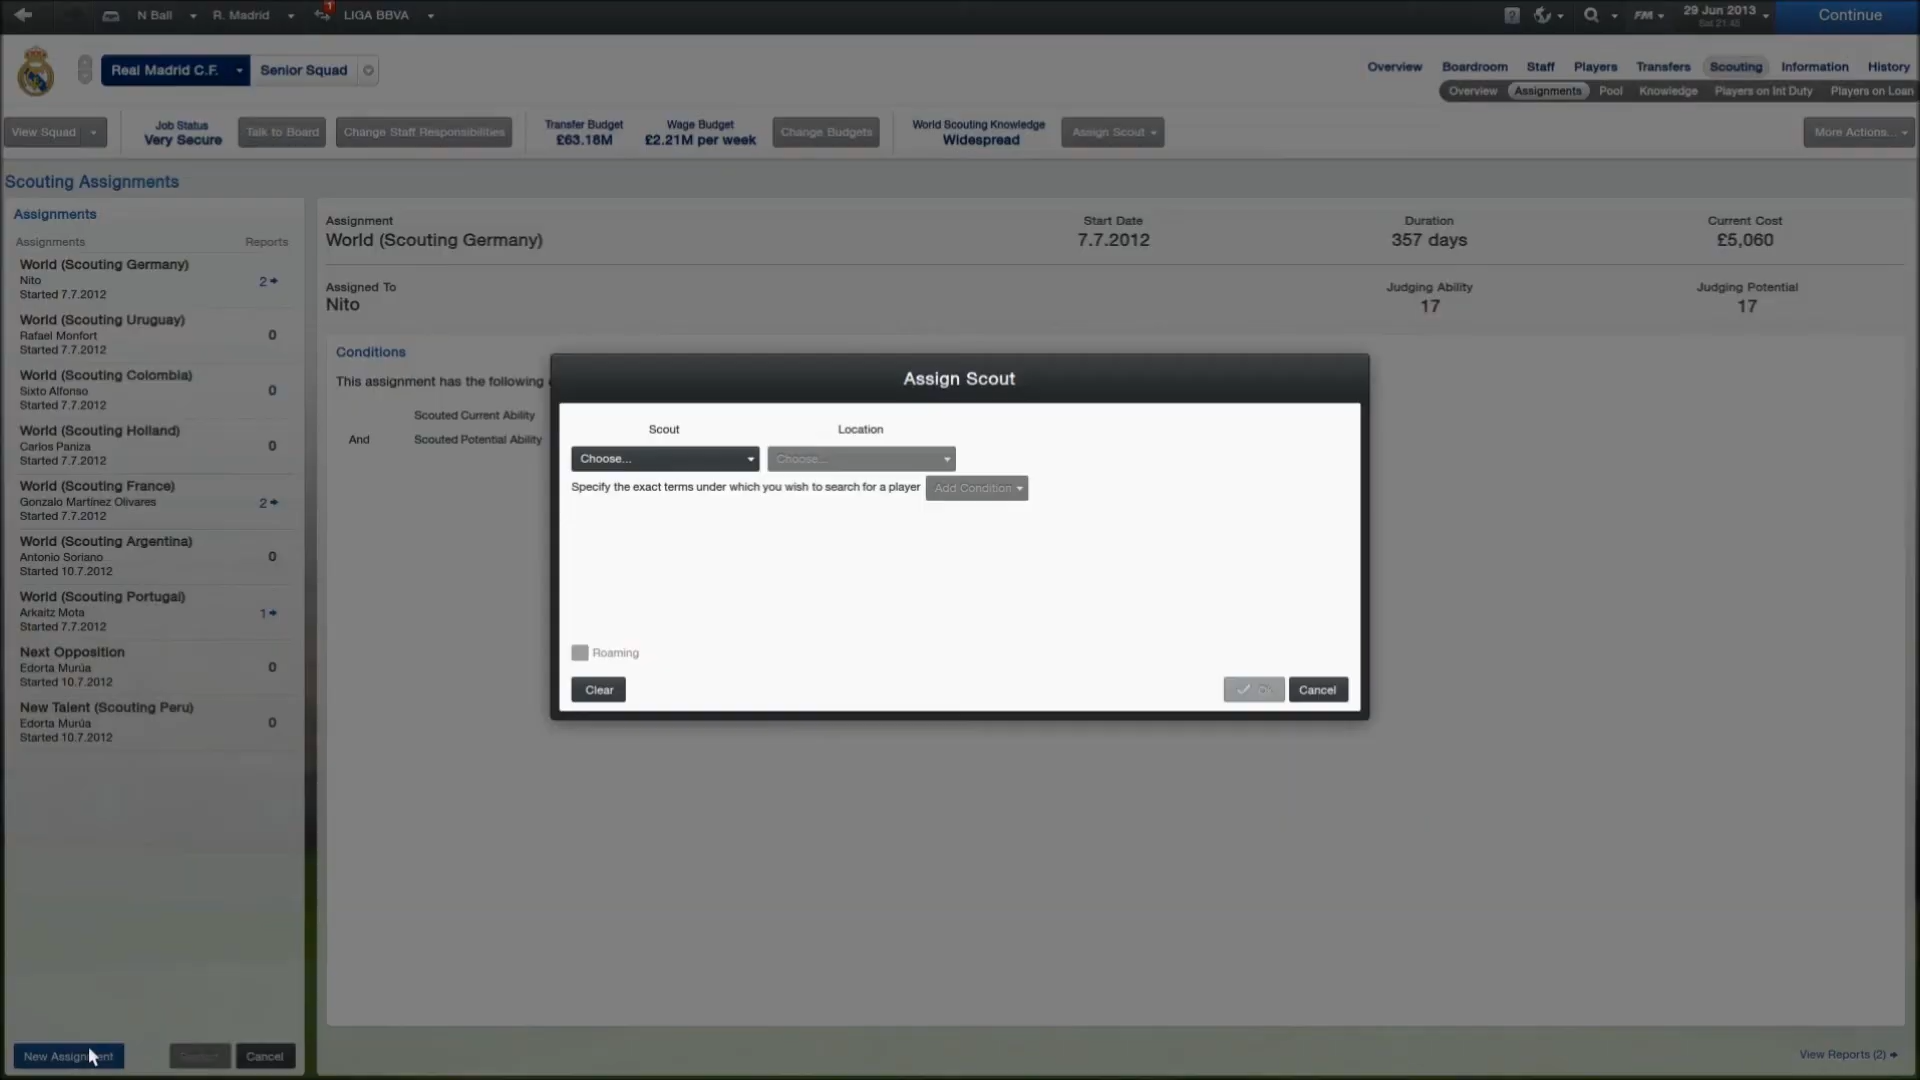 N Ball R. Madrid 1 LIGA BBVA FM 29 Jun 2013 Continue
Sat 21:45
Real Madrid C.F. Senior Squad
Overview Boardroom Staff Players Transfers Scouting Information History
Overview Assignments Pool Knowledge Players on Int Duty Players on Loan
View Squad
Job Status
Very Secure
Talk to Board
Change Staff Responsibilities
Transfer Budget
£63.18M
Wage Budget
£2.21M per week
Change Budgets
World Scouting Knowledge
Widespread
Assign Scout
More Actions...
Scouting Assignments
Assignments
Assignments Reports
World (Scouting Germany)
Nito 2
Started 7.7.2012
World (Scouting Uruguay)
Rafael Monfort 0
Started 7.7.2012
World (Scouting Colombia)
Sixto Alfonso 0
Started 7.7.2012
World (Scouting Holland)
Carlos Paniza 0
Started 7.7.2012
World (Scouting France)
Gonzalo Martínez Olivares 2
Started 7.7.2012
World (Scouting Argentina)
Antonio Soriano 0
Started 10.7.2012
World (Scouting Portugal)
Arkaitz Mota 1
Started 7.7.2012
Next Opposition
Edorta Murúa 0
Started 10.7.2012
New Talent (Scouting Peru)
Edorta Murúa 0
Started 10.7.2012
New Assignment Cancel
Assignment Start Date Duration Current Cost
World (Scouting Germany) 7.7.2012 357 days £5,060
Assigned To Judging Ability Judging Potential
Nito 17 17
Conditions
This assignment has the following
Scouted Current Ability
And Scouted Potential Ability
Assign Scout
Scout Location
Choose... Choose...
Specify the exact terms under which you wish to search for a player Add Condition
Roaming
Clear Ok Cancel
View Reports (2)